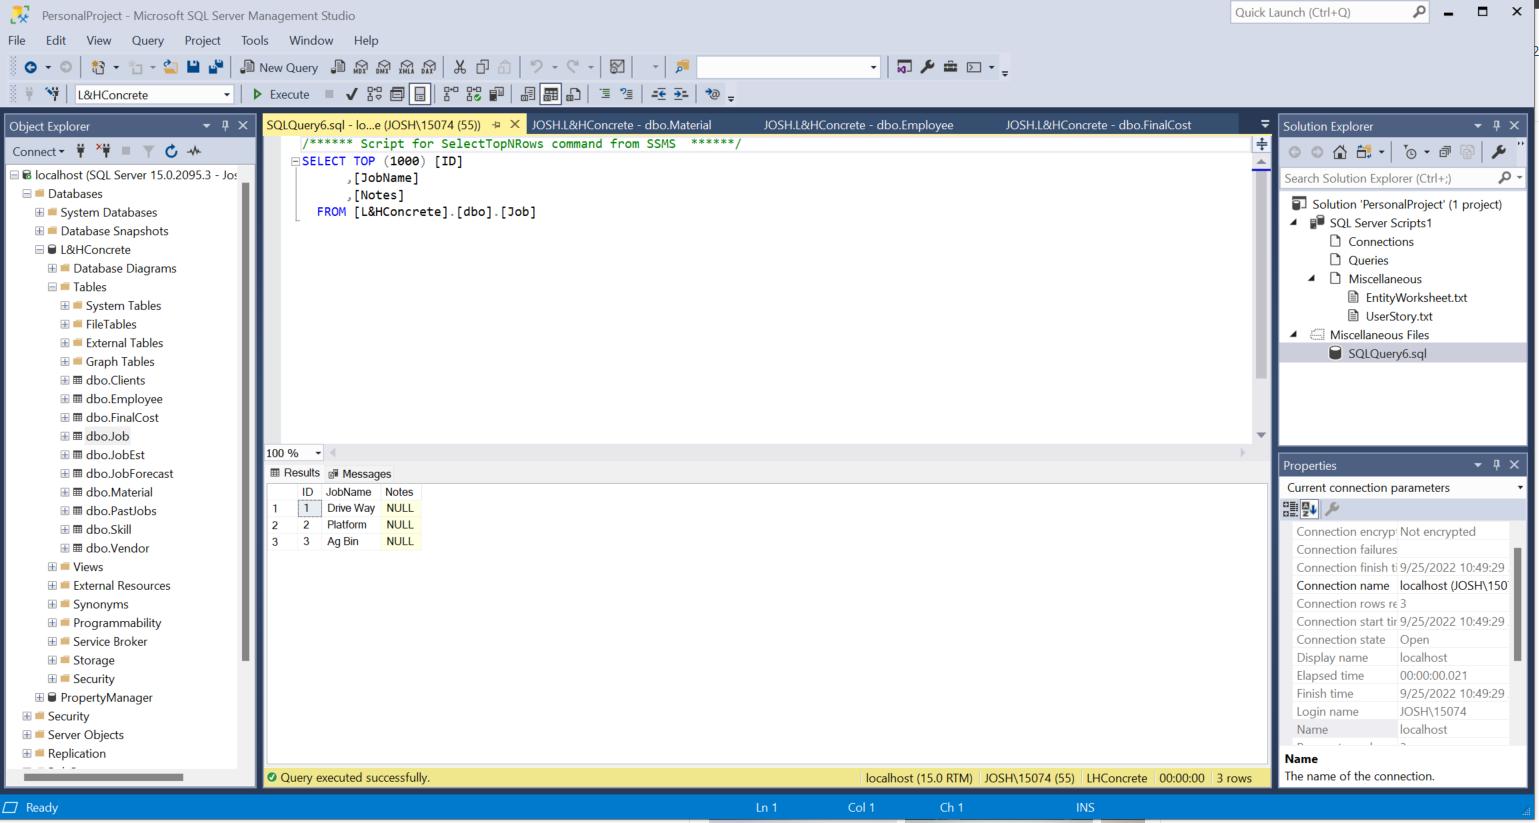 PersonalProject - Microsoft SQL Server Management Studio
Quick Launch (Ctrl+Q)
File Edit View Query Project Tools Window Help
New Query
MDX DMX XMLA DAX
L&HConcrete
Execute
Object Explorer
Connect
localhost (SQL Server 15.0.2095.3 - Jos
Databases
System Databases
Database Snapshots
L&HConcrete
Database Diagrams
Tables
System Tables
FileTables
External Tables
Graph Tables
dbo.Clients
dbo.Employee
dbo.FinalCost
dbo.Job
dbo.JobEst
dbo.JobForecast
dbo.Material
dbo.PastJobs
dbo.Skill
dbo.Vendor
Views
External Resources
Synonyms
Programmability
Service Broker
Storage
Security
PropertyManager
Security
Server Objects
Replication
SQLQuery6.sql - lo...e (JOSH\15074 (55))
JOSH.L&HConcrete - dbo.Material
JOSH.L&HConcrete - dbo.Employee
JOSH.L&HConcrete - dbo.FinalCost
/****** Script for SelectTopNRows command from SSMS ******/
SELECT TOP (1000) [ID]
,[JobName]
,[Notes]
FROM [L&HConcrete].[dbo].[Job]
100 %
Results Messages
ID JobName Notes
1 1 Drive Way NULL
2 2 Platform NULL
3 3 Ag Bin NULL
Query executed successfully.
localhost (15.0 RTM) JOSH\15074 (55) LHConcrete 00:00:00 3 rows
Solution Explorer
Search Solution Explorer (Ctrl+;)
Solution 'PersonalProject' (1 project)
SQL Server Scripts1
Connections
Queries
Miscellaneous
EntityWorksheet.txt
UserStory.txt
Miscellaneous Files
SQLQuery6.sql
Properties
Current connection parameters
Connection encryp Not encrypted
Connection failures
Connection finish ti 9/25/2022 10:49:29
Connection name localhost (JOSH\150
Connection rows re 3
Connection start tir 9/25/2022 10:49:29
Connection state Open
Display name localhost
Elapsed time 00:00:00.021
Finish time 9/25/2022 10:49:29
Login name JOSH\15074
Name localhost
Name
The name of the connection.
Ready
Ln 1 Col 1 Ch 1 INS